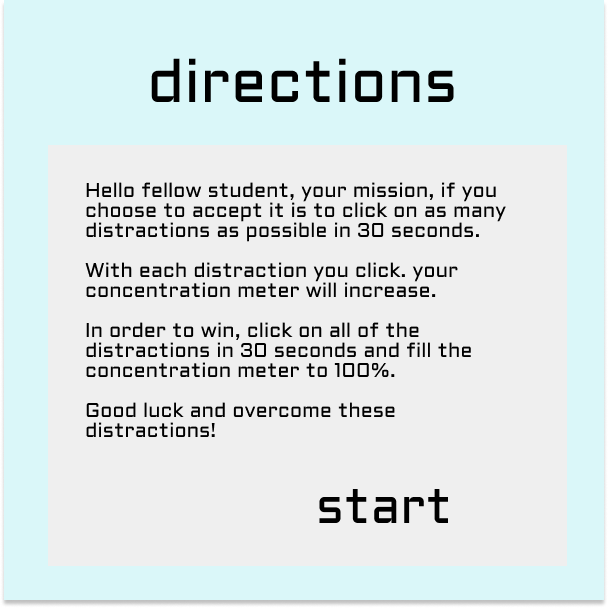 directions
Hello fellow student, your mission, if you
choose to accept it is to click on as many
distractions as possible in 30 seconds.
With each distraction you click. your
concentration meter will increase.
In order to win, click on all of the
distractions in 30 seconds and fill the
concentration meter to 100%.
Good luck and overcome these
distractions!
start